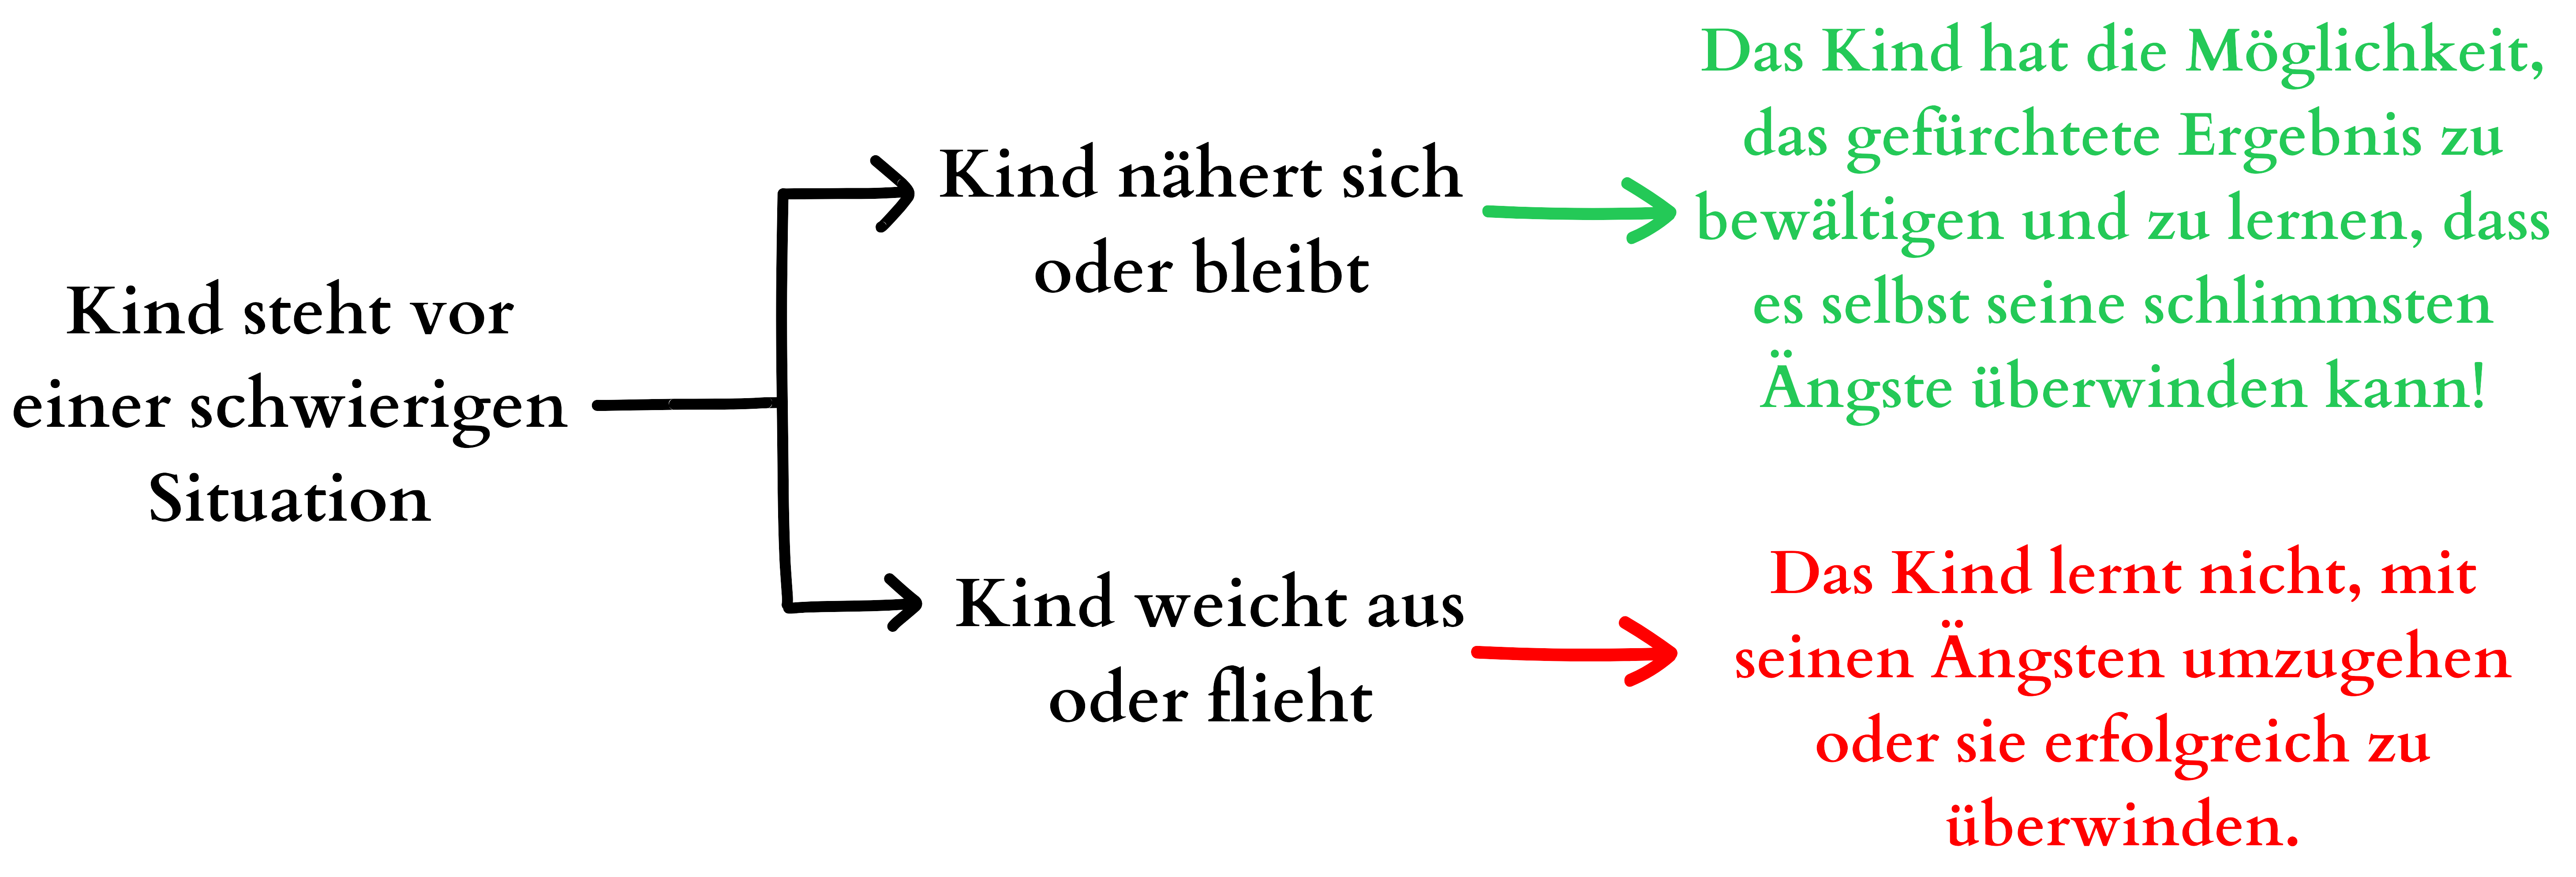 Kind steht vor
einer schwierigen
Situation
Kind nähert sich
oder bleibt
Das Kind hat die Möglichkeit,
das gefürchtete Ergebnis zu
bewältigen und zu lernen, dass
es selbst seine schlimmsten
Ängste überwinden kann!
Kind weicht aus
oder flieht
Das Kind lernt nicht, mit
seinen Ängsten umzugehen
oder sie erfolgreich zu
überwinden.